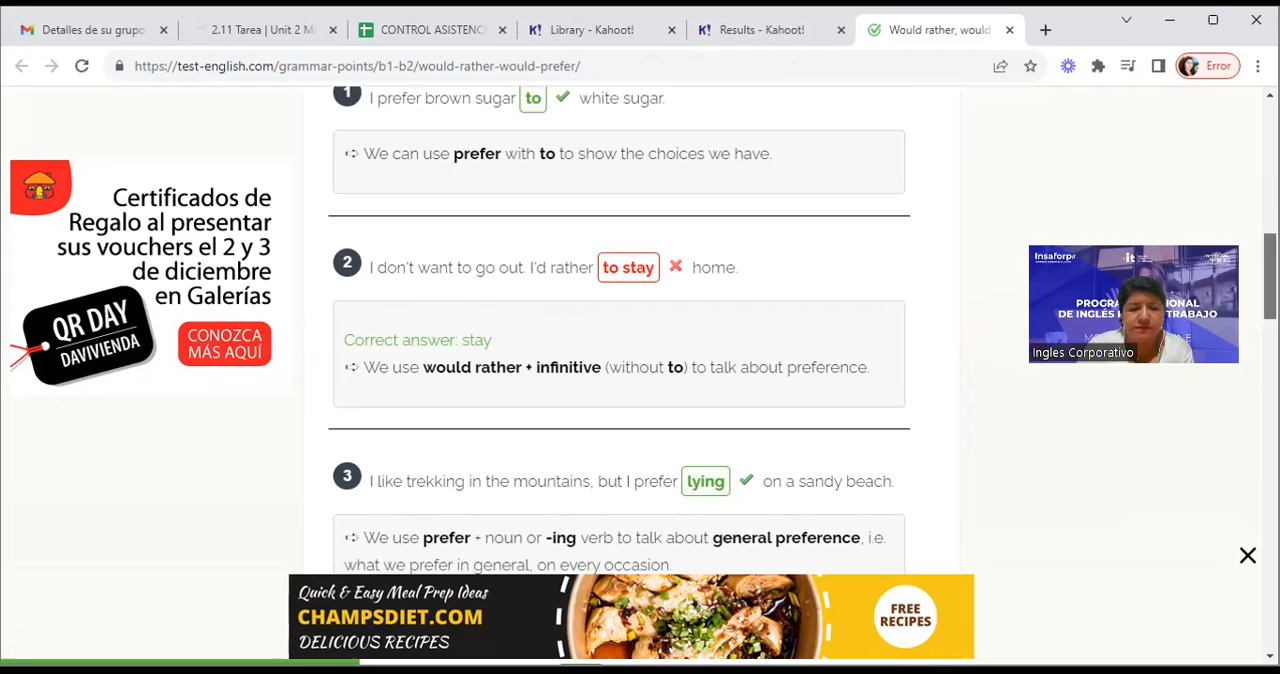 Detalles de su grupo
2.11 Tarea | Unit 2 M
CONTROL ASISTENC
Library - Kahoot!
Results - Kahoot!
Would rather, would
https://test-english.com/grammar-points/b1-b2/would-rather-would-prefer/
Error
1 I prefer brown sugar to white sugar.
➪ We can use prefer with to to show the choices we have.
2 I don't want to go out. I'd rather to stay home.
Correct answer: stay
➪ We use would rather + infinitive (without to) to talk about preference.
3 I like trekking in the mountains, but I prefer lying on a sandy beach.
➪ We use prefer + noun or -ing verb to talk about general preference, i.e.
what we prefer in general, on every occasion.
Certificados de
Regalo al presentar
sus vouchers el 2 y 3
de diciembre
en Galerías
QR DAY
DAVIVIENDA
CONOZCA
MÁS AQUÍ
Insaforp
it
PROGR IONAL
DE INGLÉS TRABAJO
Ingles Corporativo
Quick & Easy Meal Prep Ideas
CHAMPSDIET.COM
DELICIOUS RECIPES
FREE
RECIPES